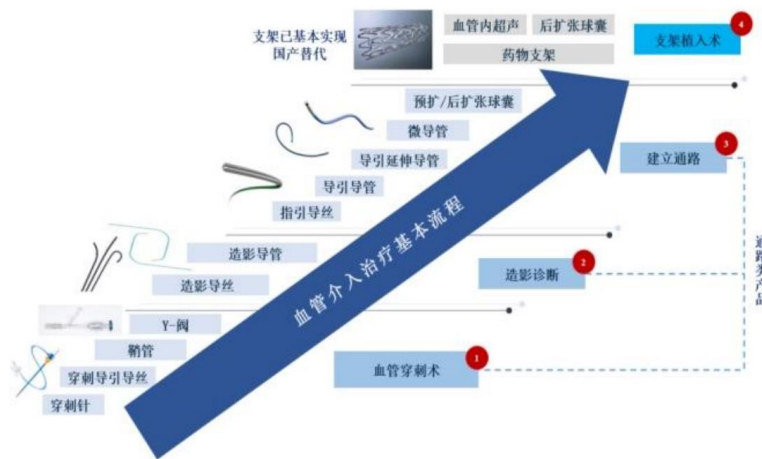 支架已基本实现
国产替代
血管内超声
后扩张球囊
药物支架
支架植入术
4
预扩/后扩张球囊
微导管
导引延伸导管
导引导管
指引导丝
建立通路
3
造影导管
造影导丝
造影诊断
2
Y-阀
鞘管
穿刺导引导丝
穿刺针
血管穿刺术
1
血管介入治疗基本流程
通路类产品